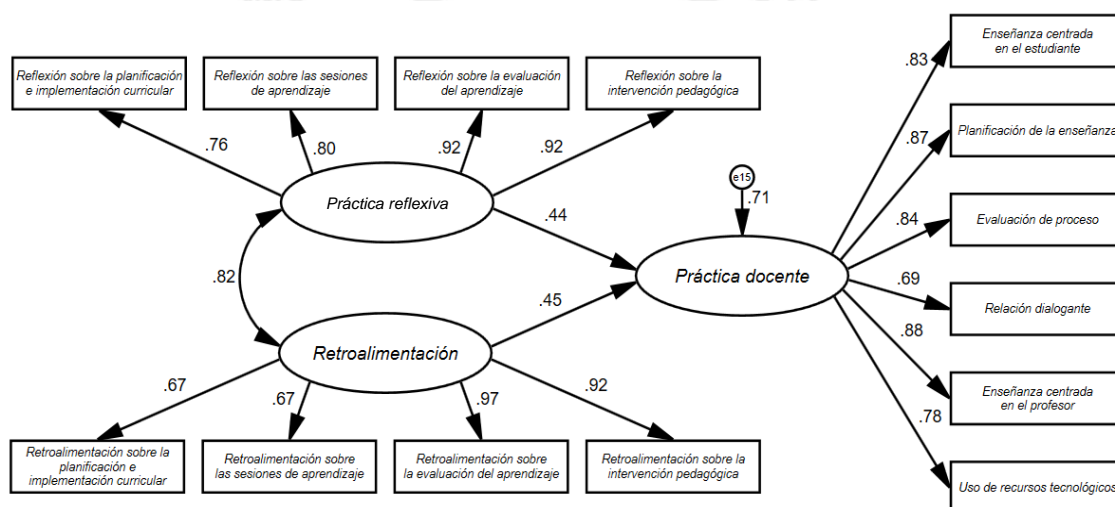 Enseñanza centrada
en el estudiante
Reflexión sobre la planificación
e implementación curricular
Reflexión sobre las sesiones
de aprendizaje
Reflexión sobre la evaluación
del aprendizaje
Reflexión sobre la
intervención pedagógica
.83
.76
.80
.92
.92
.87
Planificación de la enseñanza
Práctica reflexiva
e15
.71
.44
.84
Evaluación de proceso
.82
Práctica docente
.69
.45
Relación dialogante
.88
Retroalimentación
.67
.67
.97
.92
Enseñanza centrada
en el profesor
.78
Retroalimentación sobre la
planificación e
implementación curricular
Retroalimentación sobre
las sesiones de aprendizaje
Retroalimentación sobre
la evaluación del aprendizaje
Retroalimentación sobre la
intervención pedagógica
Uso de recursos tecnológicos